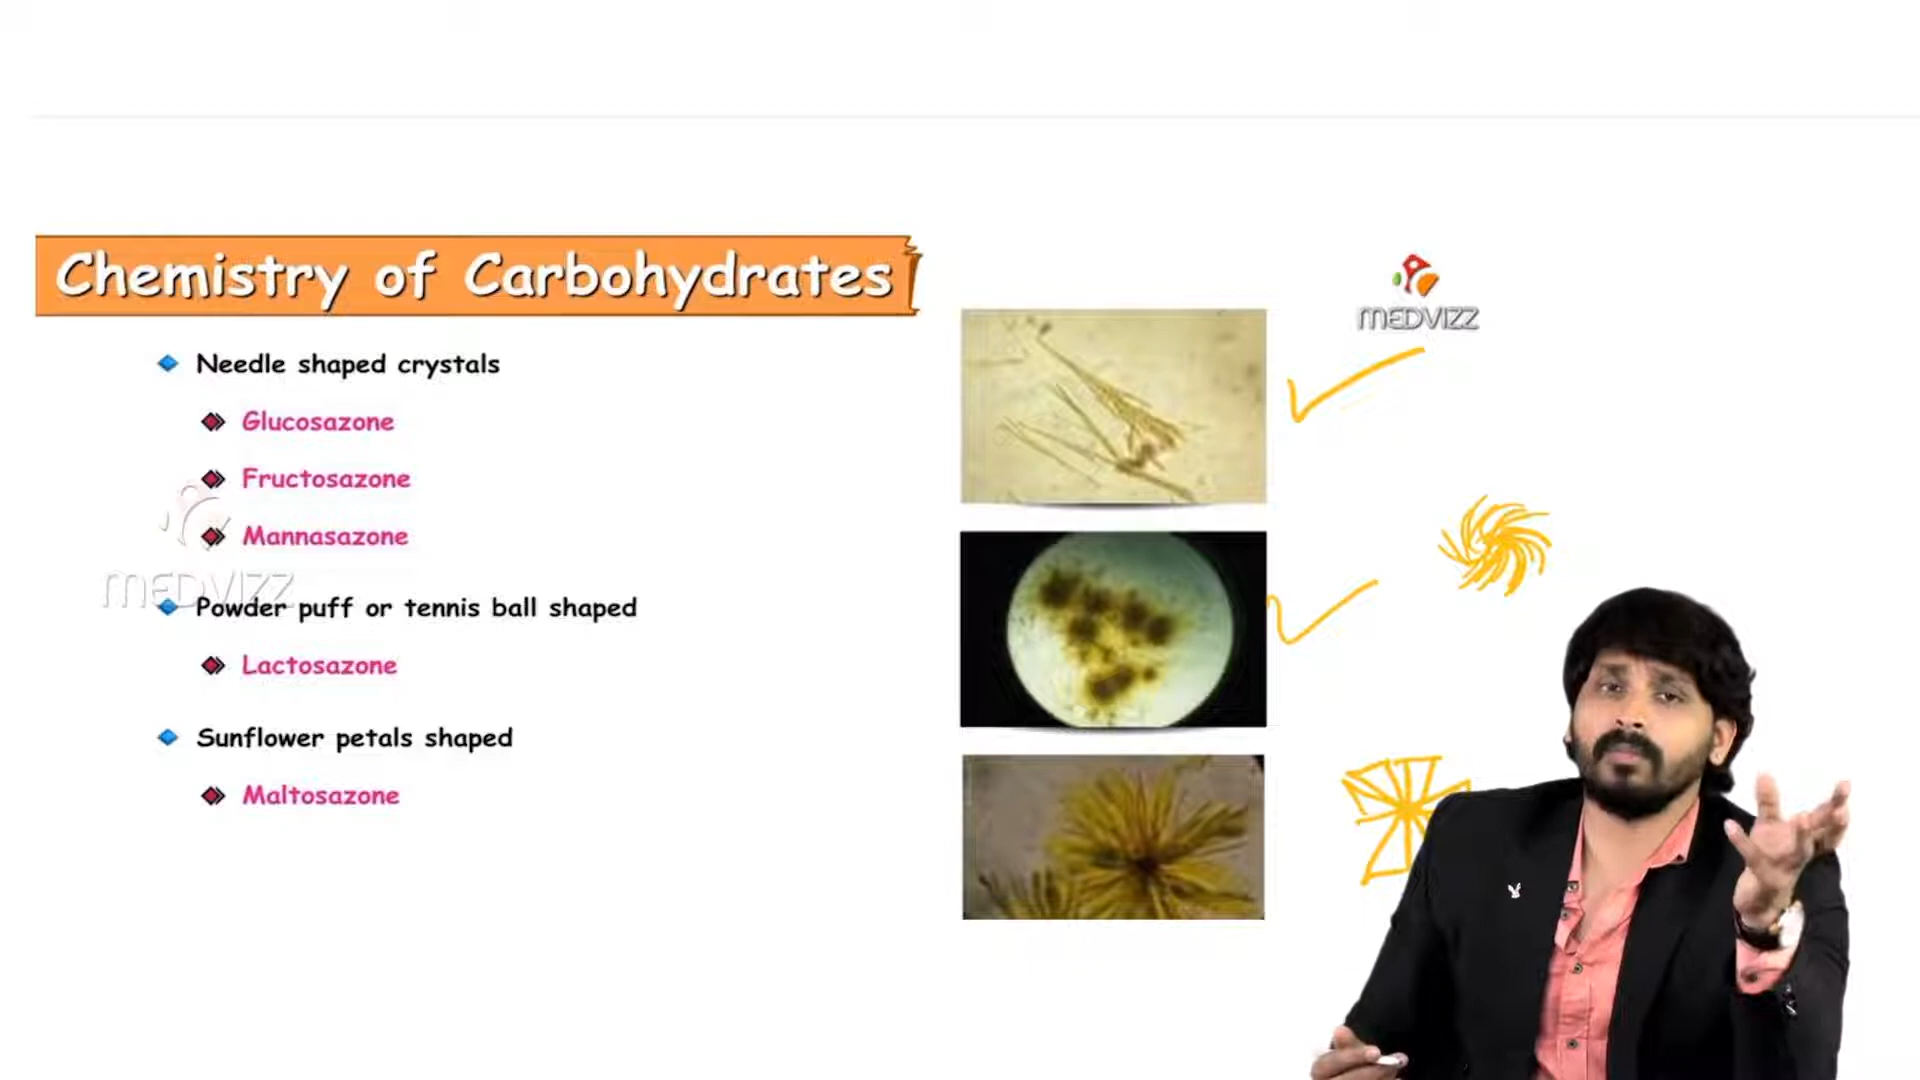 Chemistry of Carbohydrates
MEDVIZZ
Needle shaped crystals
Glucosazone
Fructosazone
Mannasazone
MEDVIZZ
Powder puff or tennis ball shaped
Lactosazone
Sunflower petals shaped
Maltosazone